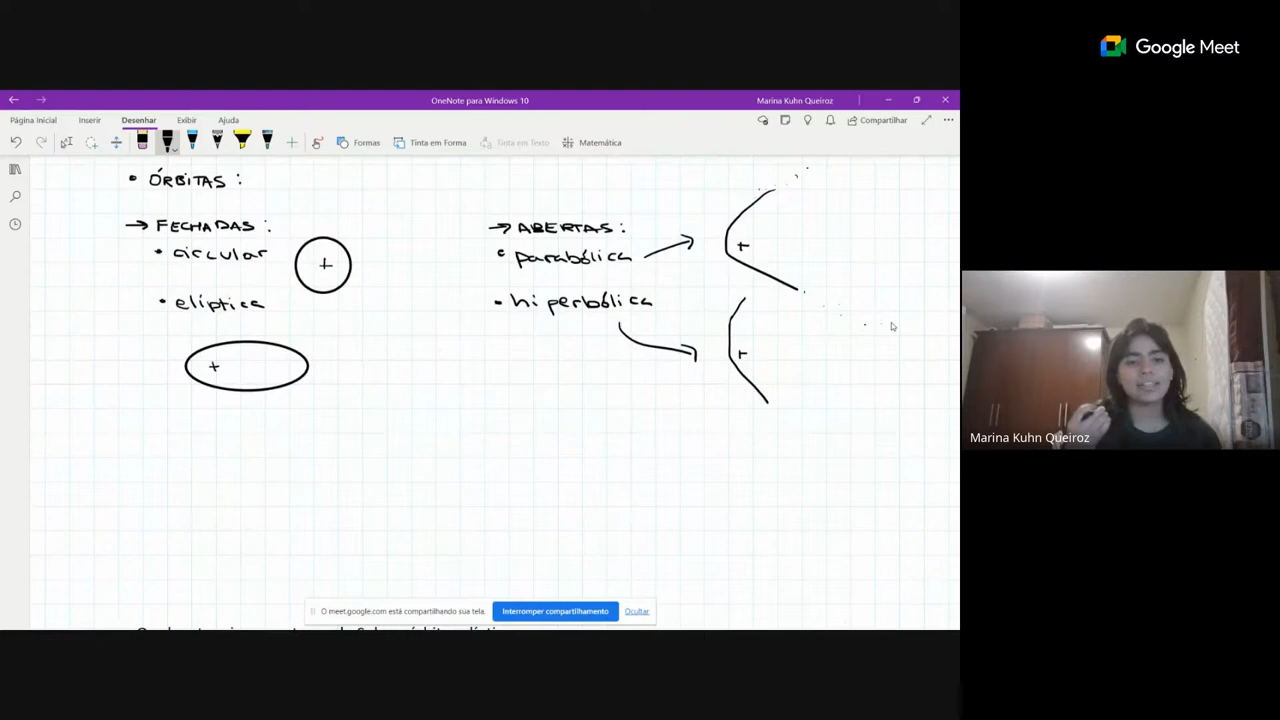 Google Meet
OneNote para Windows 10
Marina Kuhn Queiroz
Página Inicial Inserir Desenhar Exibir Ajuda
Compartilhar
Formas Tinta em Forma Tinta em Texto Matemática
• ÓRBITAS :
→ FECHADAS :
• circular
• elíptica
→ ABERTAS :
• parabólica
• hiperbólica
Marina Kuhn Queiroz
O meet.google.com está compartilhando sua tela. Interromper compartilhamento Ocultar